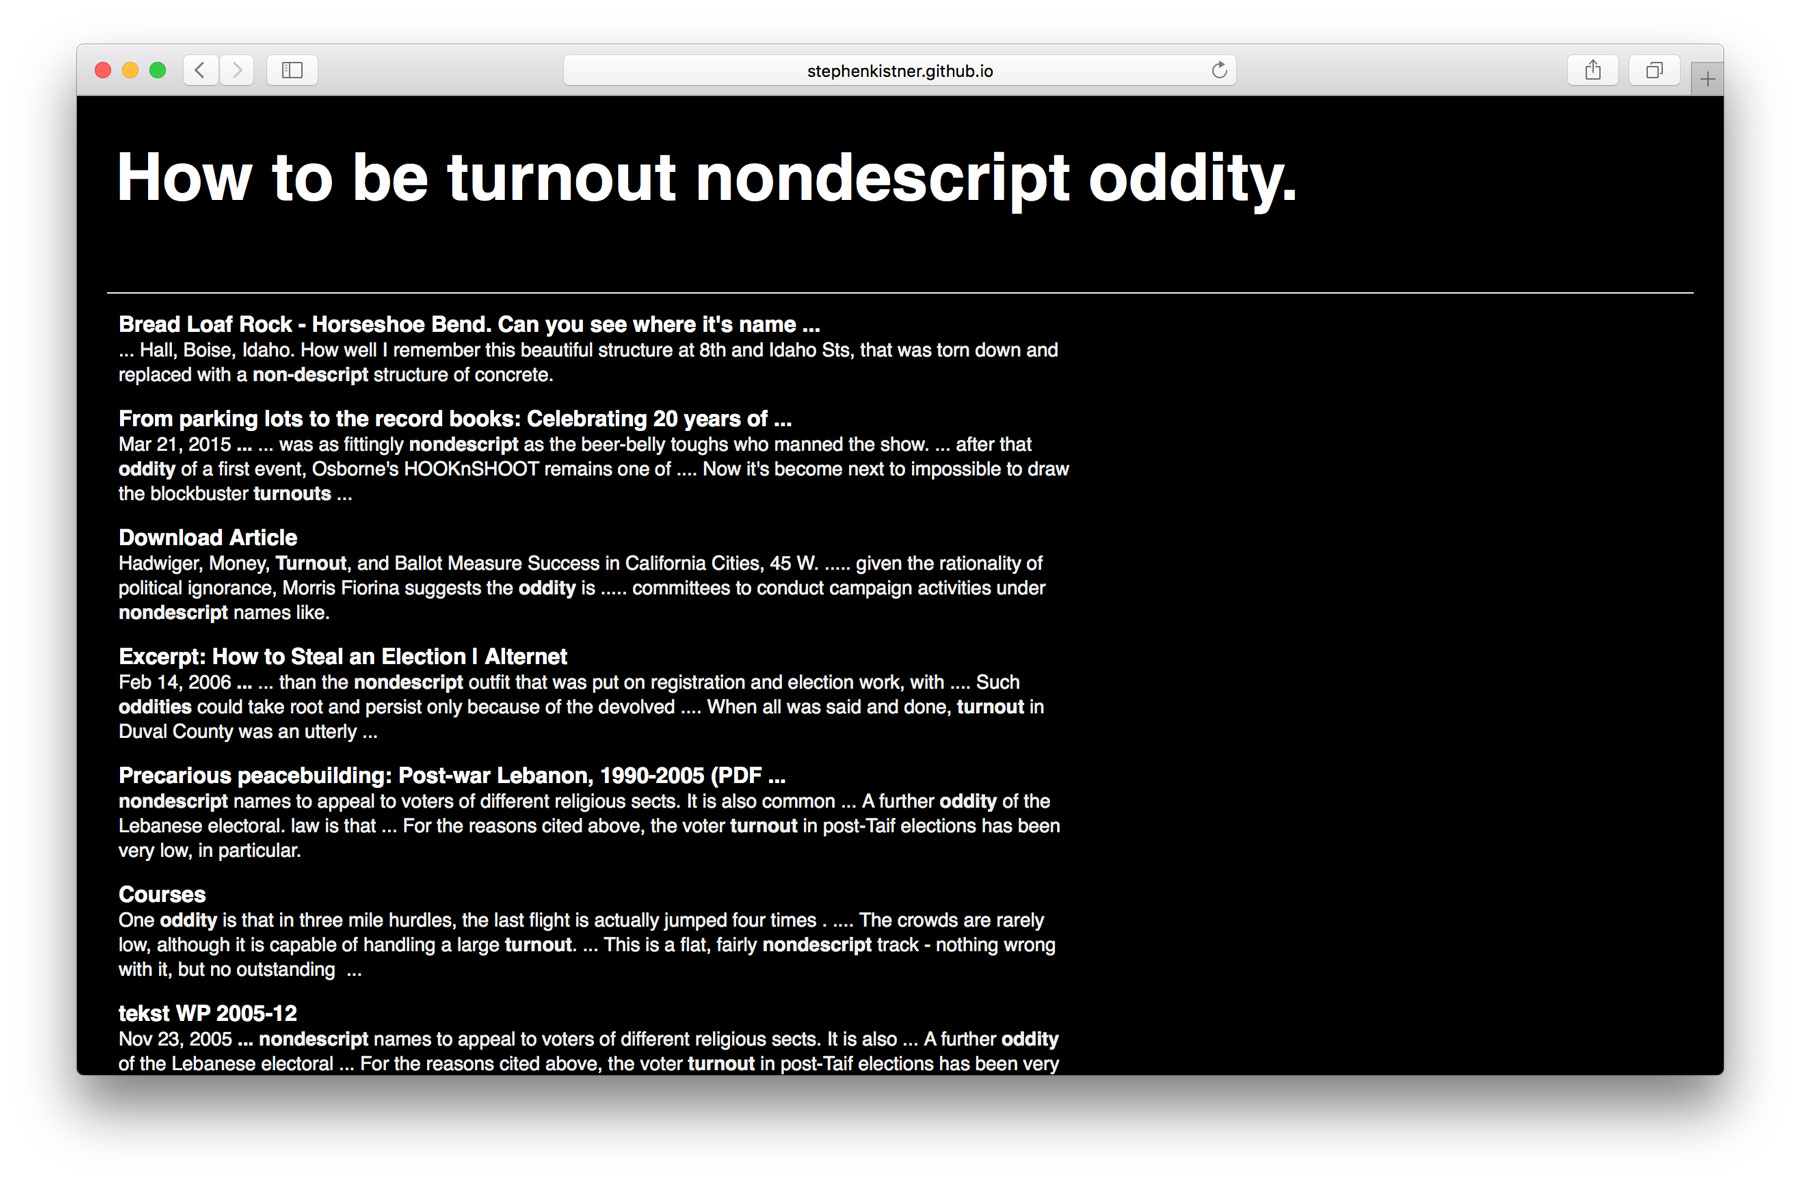 stephenkistner.github.io
How to be turnout nondescript oddity.
Bread Loaf Rock - Horseshoe Bend. Can you see where it's name ...
... Hall, Boise, Idaho. How well I remember this beautiful structure at 8th and Idaho Sts, that was torn down and
replaced with a non-descript structure of concrete.
From parking lots to the record books: Celebrating 20 years of ...
Mar 21, 2015 ... ... was as fittingly nondescript as the beer-belly toughs who manned the show. ... after that
oddity of a first event, Osborne's HOOKnSHOOT remains one of .... Now it's become next to impossible to draw
the blockbuster turnouts ...
Download Article
Hadwiger, Money, Turnout, and Ballot Measure Success in California Cities, 45 W. ..... given the rationality of
political ignorance, Morris Fiorina suggests the oddity is ..... committees to conduct campaign activities under
nondescript names like.
Excerpt: How to Steal an Election | Alternet
Feb 14, 2006 ... ... than the nondescript outfit that was put on registration and election work, with .... Such
oddities could take root and persist only because of the devolved .... When all was said and done, turnout in
Duval County was an utterly ...
Precarious peacebuilding: Post-war Lebanon, 1990-2005 (PDF ...
nondescript names to appeal to voters of different religious sects. It is also common ... A further oddity of the
Lebanese electoral. law is that ... For the reasons cited above, the voter turnout in post-Taif elections has been
very low, in particular.
Courses
One oddity is that in three mile hurdles, the last flight is actually jumped four times . .... The crowds are rarely
low, although it is capable of handling a large turnout. ... This is a flat, fairly nondescript track - nothing wrong
with it, but no outstanding  ...
tekst WP 2005-12
Nov 23, 2005 ... nondescript names to appeal to voters of different religious sects. It is also ... A further oddity
of the Lebanese electoral ... For the reasons cited above, the voter turnout in post-Taif elections has been very